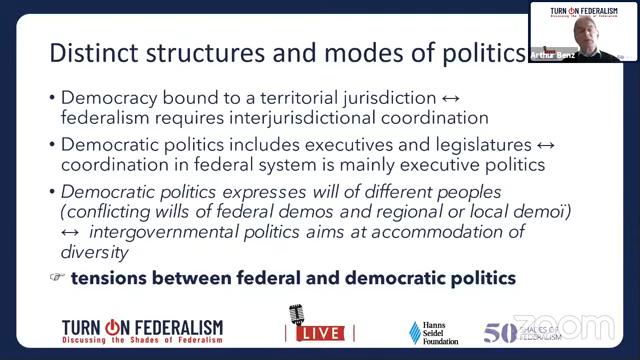 Distinct structures and modes of politics
• Democracy bound to a territorial jurisdiction ↔
federalism requires interjurisdictional coordination
• Democratic politics includes executives and legislatures ↔
coordination in federal system is mainly executive politics
• Democratic politics expresses will of different peoples
(conflicting wills of federal demos and regional or local demoï)
↔ intergovernmental politics aims at accommodation of
diversity
☞ tensions between federal and democratic politics
TURN ON FEDERALISM
Arthur Benz
TURN ON FEDERALISM
Discussing the Shades of Federalism
LIVE
Hanns
Seidel
Foundation
50 SHADES OF
FEDERALISM
zoom